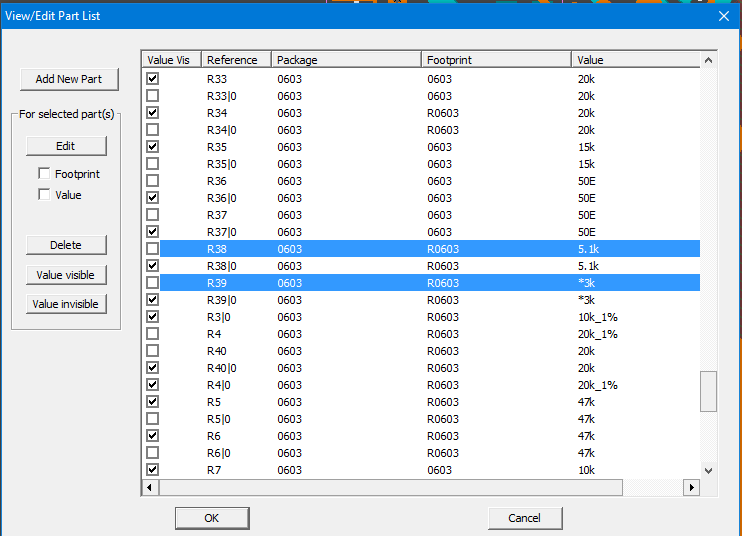 View/Edit Part List
Value Vis Reference Package Footprint Value
Add New Part
For selected part(s)
Edit
Footprint
Value
Delete
Value visible
Value invisible
R33 0603 0603 20k
R33|0 0603 0603 20k
R34 0603 R0603 20k
R34|0 0603 R0603 20k
R35 0603 0603 15k
R35|0 0603 0603 15k
R36 0603 0603 50E
R36|0 0603 0603 50E
R37 0603 0603 50E
R37|0 0603 0603 50E
R38 0603 R0603 5.1k
R38|0 0603 R0603 5.1k
R39 0603 R0603 *3k
R39|0 0603 R0603 *3k
R3|0 0603 R0603 10k_1%
R4 0603 R0603 20k_1%
R40 0603 R0603 20k
R40|0 0603 R0603 20k
R4|0 0603 R0603 20k_1%
R5 0603 R0603 47k
R5|0 0603 R0603 47k
R6 0603 R0603 47k
R6|0 0603 R0603 47k
R7 0603 0603 10k
OK Cancel